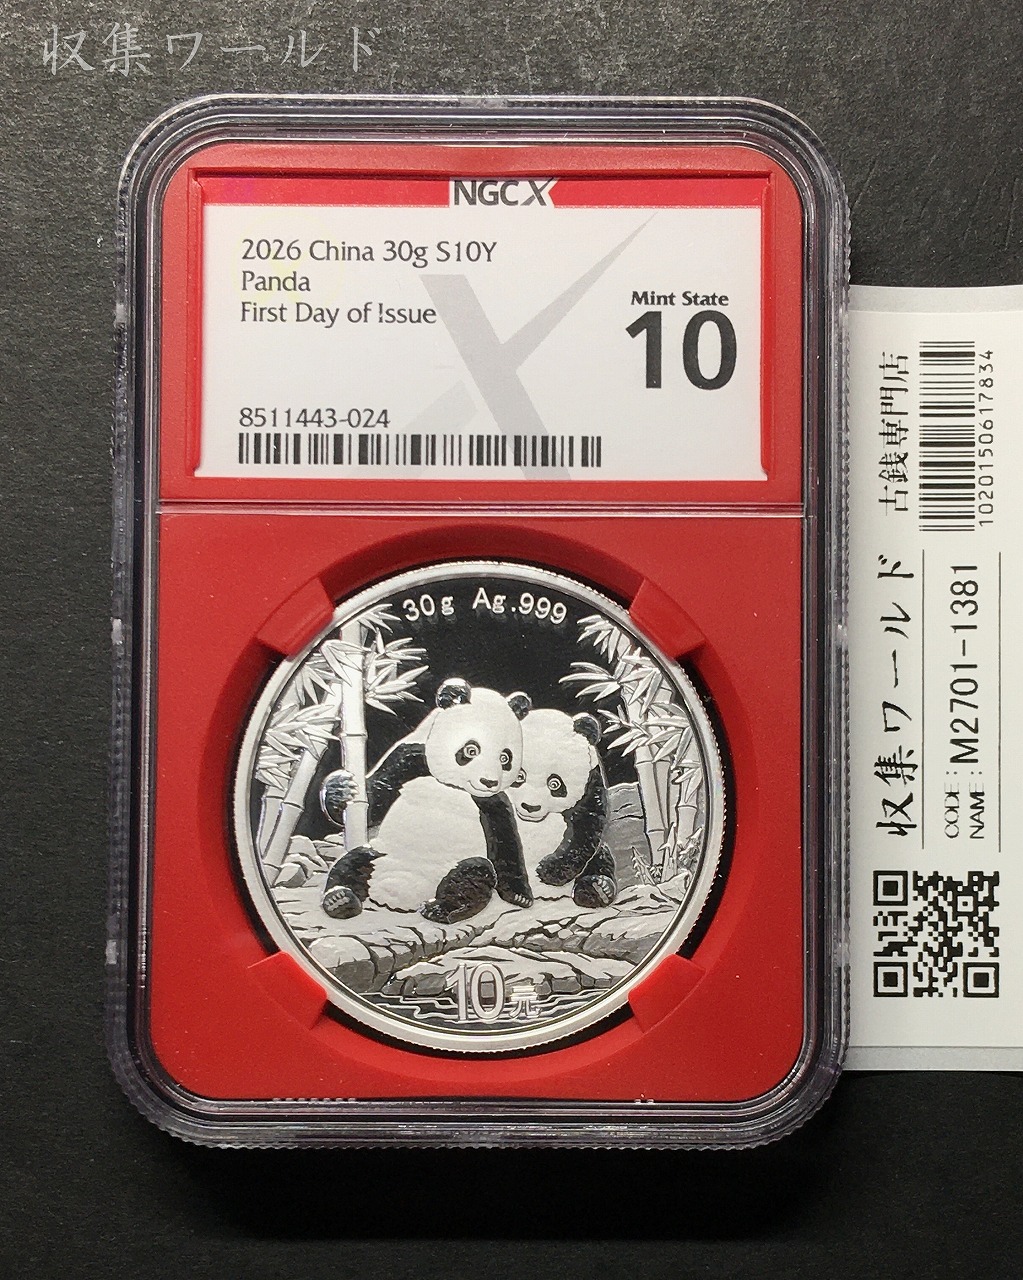 収集ワールド
NGCX
2026 China 30g S10Y
Panda
First Day of Issue
Mint State
10
8511443-024
30g Ag.999
10元
収集ワールド 古銭専門店
1020150617834
CODE : M2701-1381
NAME :